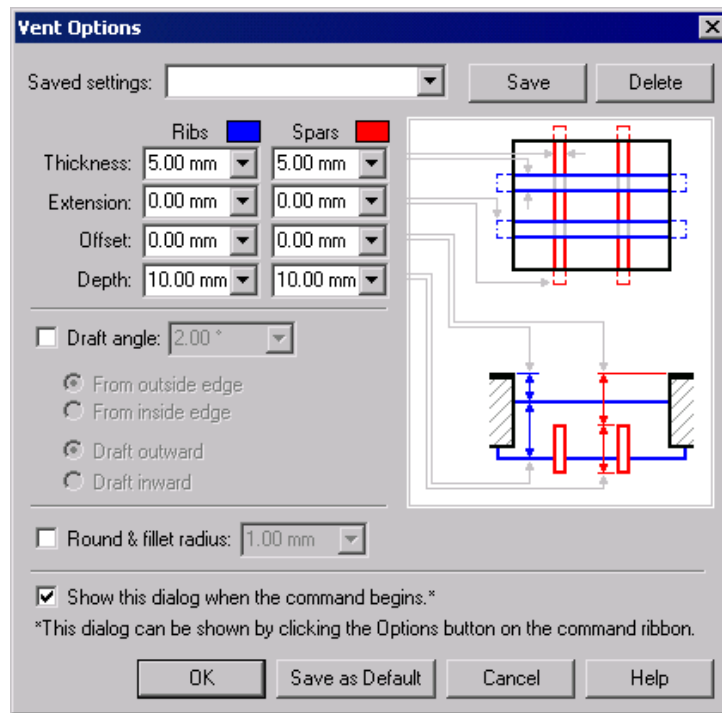 Vent Options
Saved settings: Save Delete
Ribs Spars
Thickness: 5.00 mm 5.00 mm
Extension: 0.00 mm 0.00 mm
Offset: 0.00 mm 0.00 mm
Depth: 10.00 mm 10.00 mm
Draft angle: 2.00 °
From outside edge
From inside edge
Draft outward
Draft inward
Round & fillet radius: 1.00 mm
Show this dialog when the command begins.*
*This dialog can be shown by clicking the Options button on the command ribbon.
OK Save as Default Cancel Help